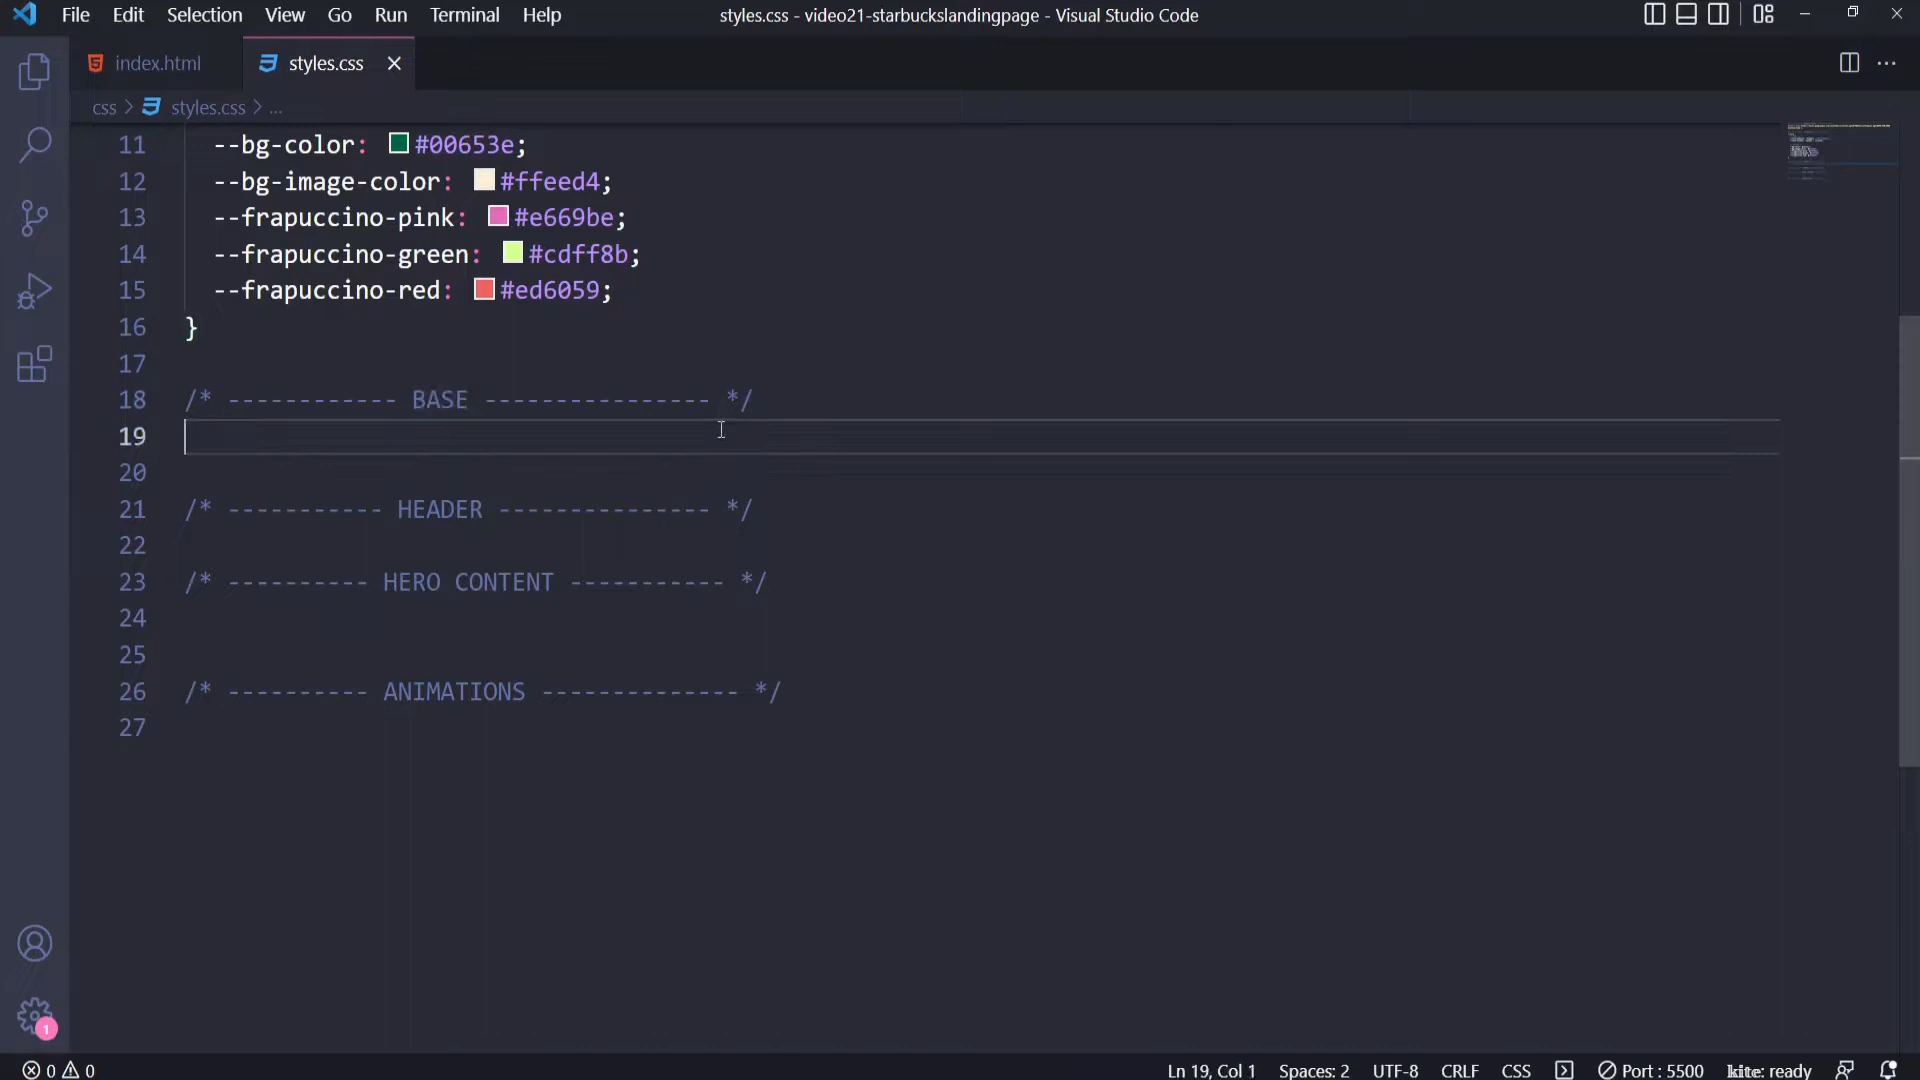 File Edit Selection View Go Run Terminal Help styles.css - video21-starbuckslandingpage - Visual Studio Code
index.html styles.css
css > styles.css > ...
11 --bg-color: #00653e;
12 --bg-image-color: #ffeed4;
13 --frapuccino-pink: #e669be;
14 --frapuccino-green: #cdff8b;
15 --frapuccino-red: #ed6059;
16 }
17
18 /* ------------ BASE ---------------- */
19
20
21 /* ----------- HEADER --------------- */
22
23 /* ---------- HERO CONTENT ----------- */
24
25
26 /* ---------- ANIMATIONS -------------- */
27
1
0 0 Ln 19, Col 1 Spaces: 2 UTF-8 CRLF CSS Port : 5500 kite: ready